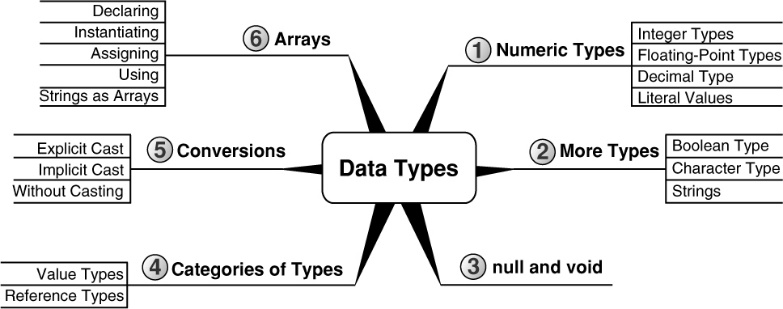 Data Types
1 Numeric Types
Integer Types
Floating-Point Types
Decimal Type
Literal Values
2 More Types
Boolean Type
Character Type
Strings
3 null and void
4 Categories of Types
Value Types
Reference Types
5 Conversions
Explicit Cast
Implicit Cast
Without Casting
6 Arrays
Declaring
Instantiating
Assigning
Using
Strings as Arrays